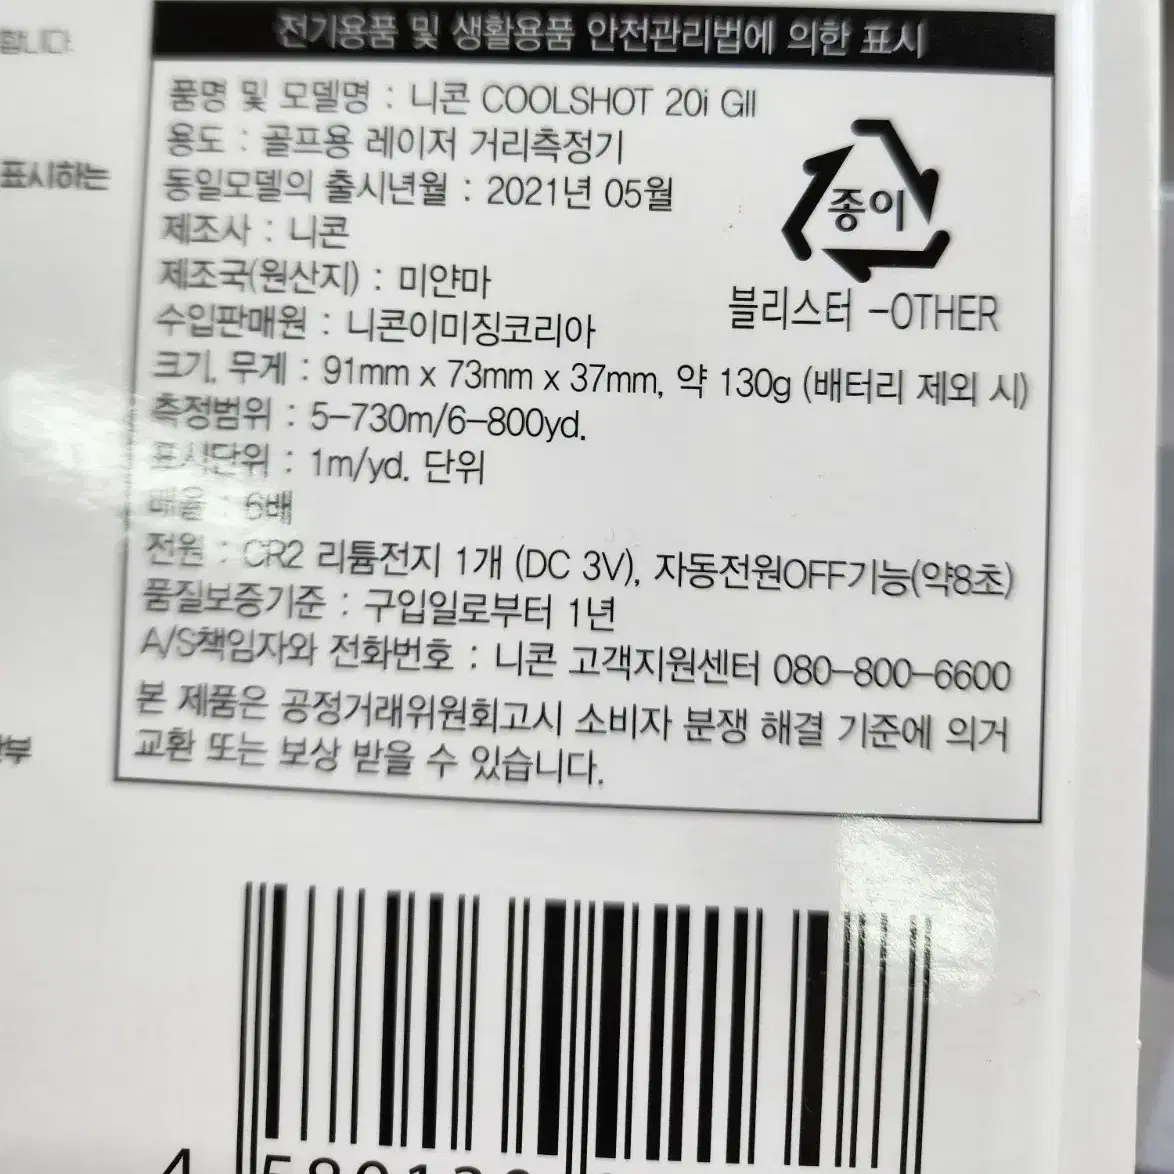 합니다.
표시하는
전기용품 및 생활용품 안전관리법에 의한 표시
품명 및 모델명 : 니콘 COOLSHOT 20i GII
용도 : 골프용 레이저 거리측정기
동일모델의 출시년월 : 2021년 05월
제조사 : 니콘
제조국(원산지) : 미얀마
수입판매원 : 니콘이미징코리아
종이
블리스터 -OTHER
크기, 무게 : 91mm x 73mm x 37mm, 약 130g (배터리 제외 시)
측정범위 : 5-730m/6-800yd.
표시단위 : 1m/yd. 단위
배율 : 6배
전원 : CR2 리튬전지 1개 (DC 3V), 자동전원OFF기능(약8초)
품질보증기준 : 구입일로부터 1년
A/S책임자와 전화번호 : 니콘 고객지원센터 080-800-6600
본 제품은 공정거래위원회고시 소비자 분쟁 해결 기준에 의거
교환 또는 보상 받을 수 있습니다.